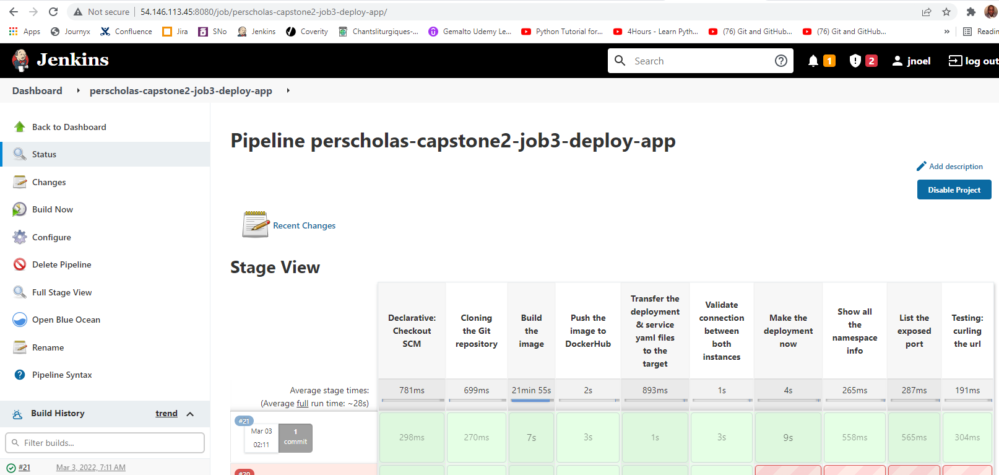 Not secure | 54.146.113.45:8080/job/perscholas-capstone2-job3-deploy-app/
Apps Journyx Confluence Jira SNo Jenkins Coverity Chantsliturgiques-... Gemalto Udemy Le... Python Tutorial for... 4Hours - Learn Pyth... (76) Git and GitHub... (76) Git and GitHub... »
Jenkins
Search
1
2
jnoel
log out
Dashboard
perscholas-capstone2-job3-deploy-app
Back to Dashboard
Status
Changes
Build Now
Configure
Delete Pipeline
Full Stage View
Open Blue Ocean
Rename
Pipeline Syntax
Build History
trend
Filter builds...
#21 Mar 3, 2022, 7:11 AM
Pipeline perscholas-capstone2-job3-deploy-app
Add description
Disable Project
Recent Changes
Stage View
Declarative:
Checkout
SCM
Cloning
the Git
repository
Build
the
image
Push the
image to
DockerHub
Transfer the
deployment
& service
yaml files
to the
target
Validate
connection
between
both
instances
Make the
deployment
now
Show all
the
namespace
info
List the
exposed
port
Testing:
curling
the url
Average stage times:
(Average full run time: ~28s)
781ms 699ms 21min 55s 2s 893ms 1s 4s 265ms 287ms 191ms
#21
Mar 03
02:11
1
commit
298ms 270ms 7s 3s 1s 3s 9s 558ms 565ms 304ms
#20